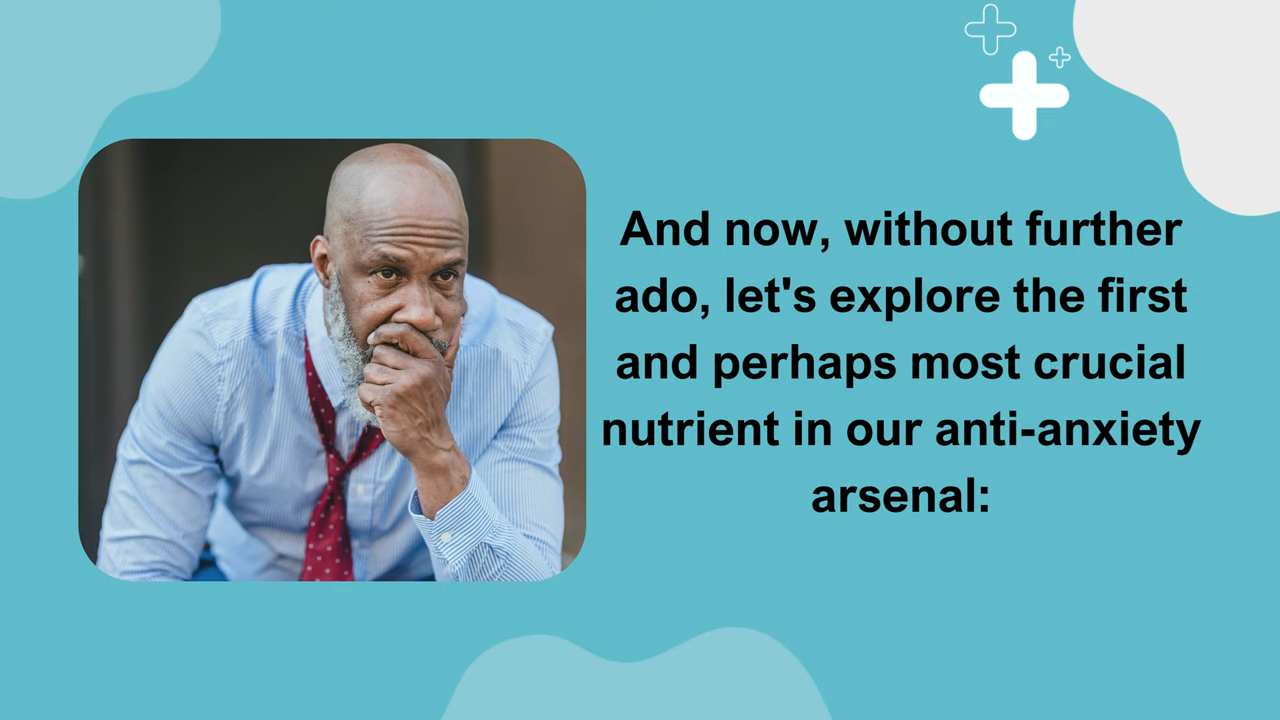 And now, without further
ado, let's explore the first
and perhaps most crucial
nutrient in our anti-anxiety
arsenal: